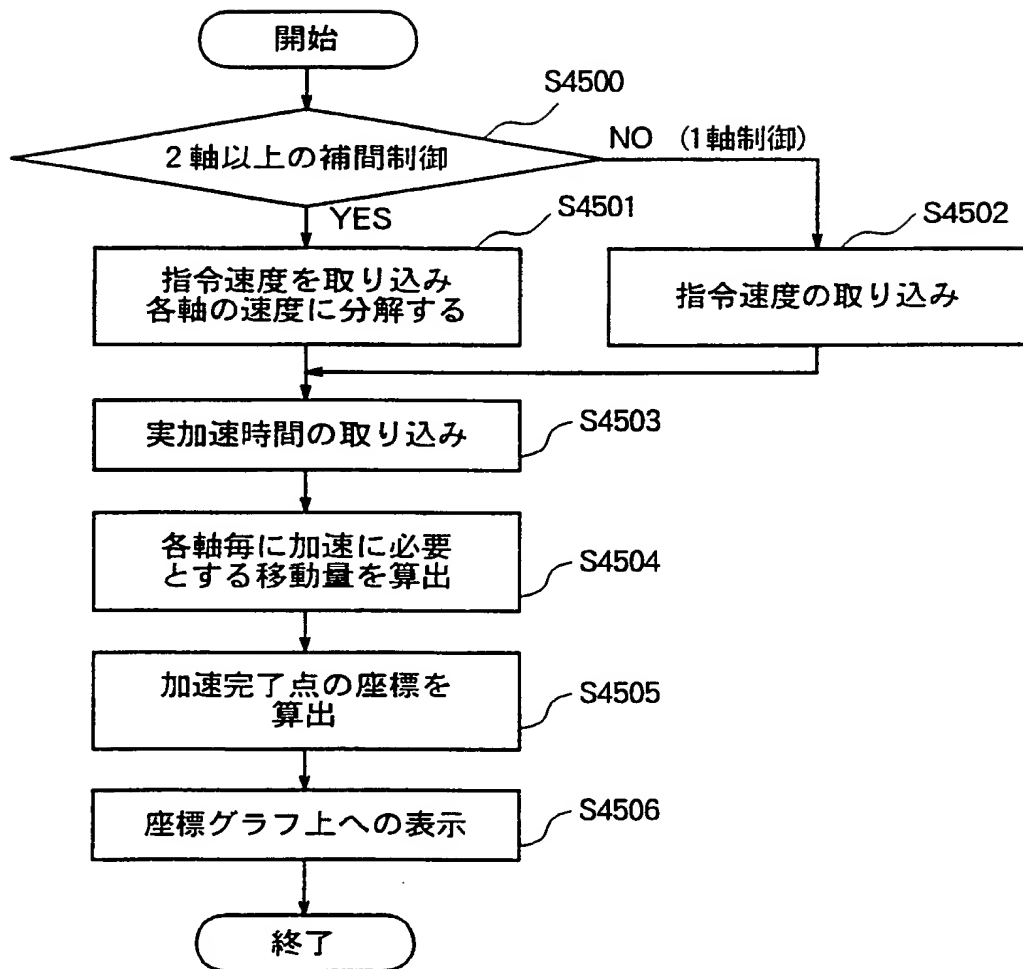 開始
S4500
2軸以上の補間制御
NO (1軸制御)
YES
S4501
指令速度を取り込み
各軸の速度に分解する
S4502
指令速度の取り込み
実加速時間の取り込み
S4503
各軸毎に加速に必要
とする移動量を算出
S4504
加速完了点の座標を
算出
S4505
座標グラフ上への表示
S4506
終了